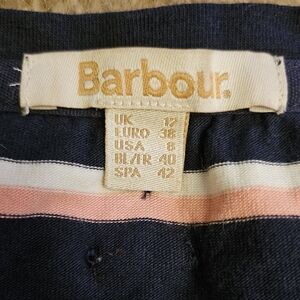 Barbour.
UK 12
EURO 38
USA 8
BL/FR 40
SPA 42